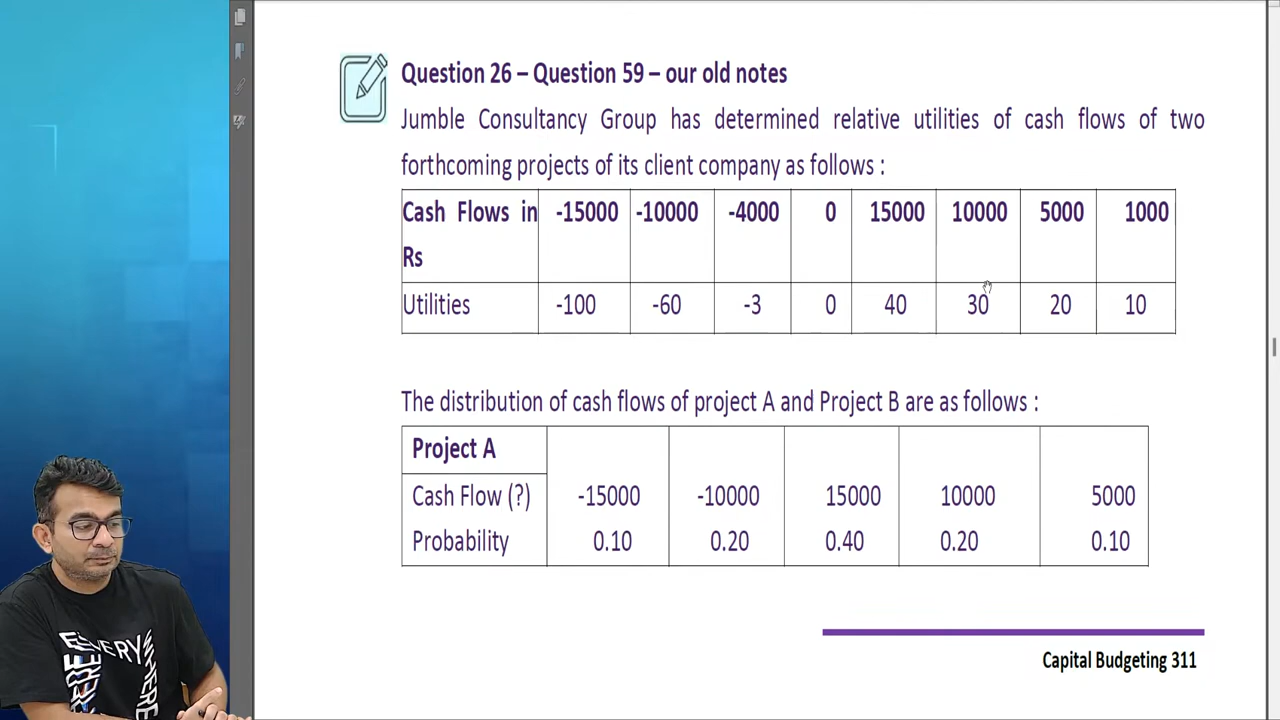 Question 26 – Question 59 – our old notes
Jumble Consultancy Group has determined relative utilities of cash flows of two
forthcoming projects of its client company as follows :
Cash Flows in Rs -15000 -10000 -4000 0 15000 10000 5000 1000
Utilities -100 -60 -3 0 40 30 20 10
The distribution of cash flows of project A and Project B are as follows :
Project A
Cash Flow (?) -15000 -10000 15000 10000 5000
Probability 0.10 0.20 0.40 0.20 0.10
Capital Budgeting 311